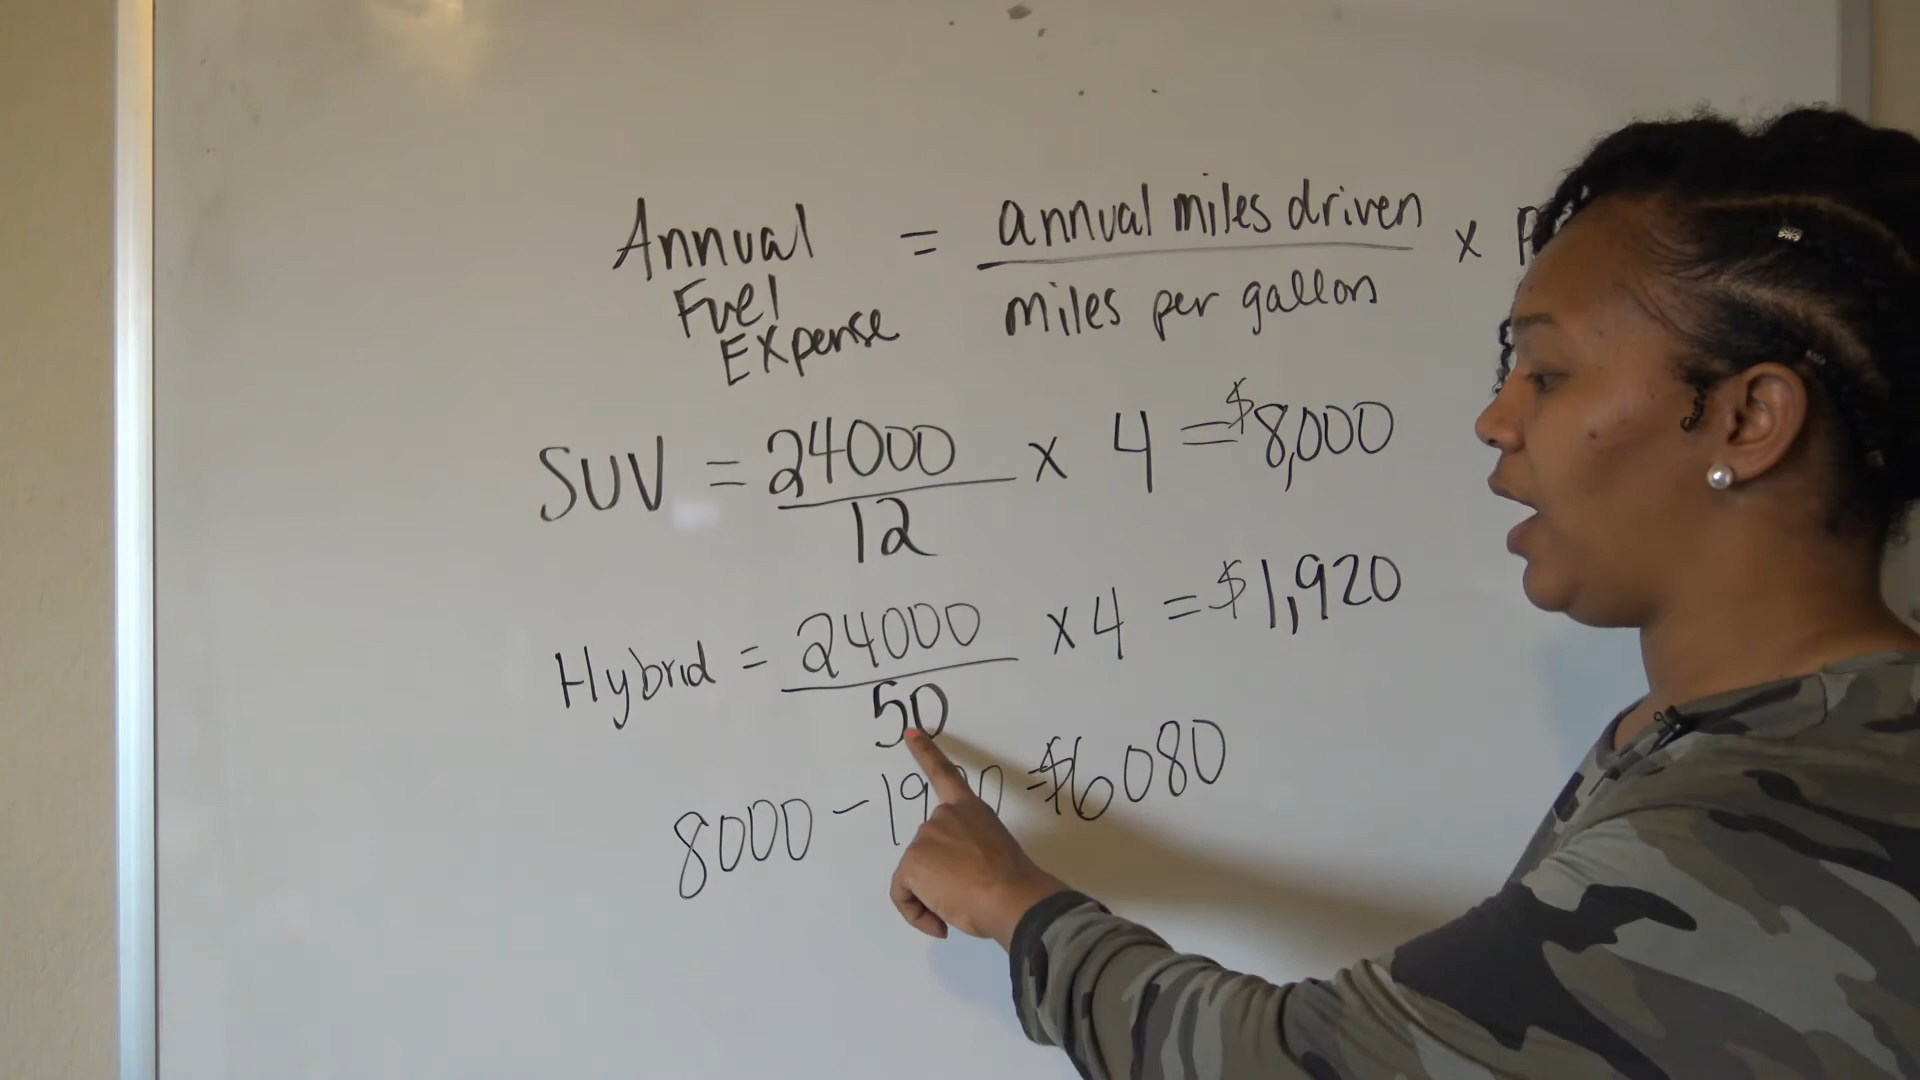 Annual = annual miles driven x
Fuel miles per gallon
Expense
SUV = 24000 x 4 = $8,000
12
Hybrid = 24000 x 4 = $1,920
50
8000 - = $6080